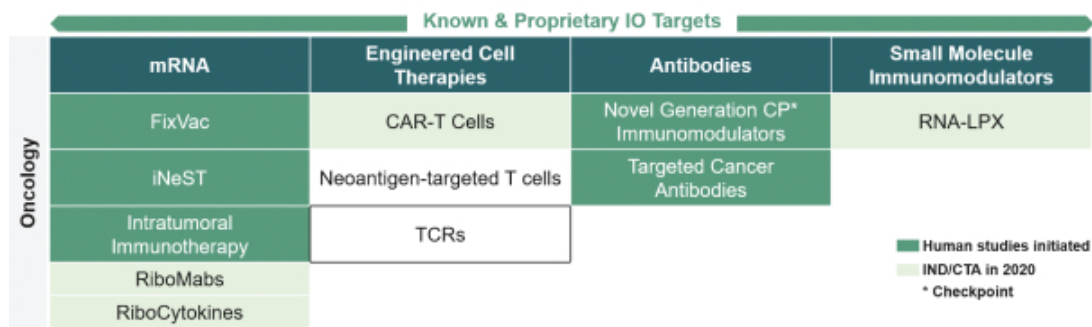 Known & Proprietary IO Targets
mRNA
Engineered Cell
Therapies
Antibodies
Small Molecule
Immunomodulators
Oncology
FixVac
CAR-T Cells
Novel Generation CP*
Immunomodulators
RNA-LPX
iNeST
Neoantigen-targeted T cells
Targeted Cancer
Antibodies
Intratumoral
Immunotherapy
TCRs
RiboMabs
RiboCytokines
Human studies initiated
IND/CTA in 2020
* Checkpoint